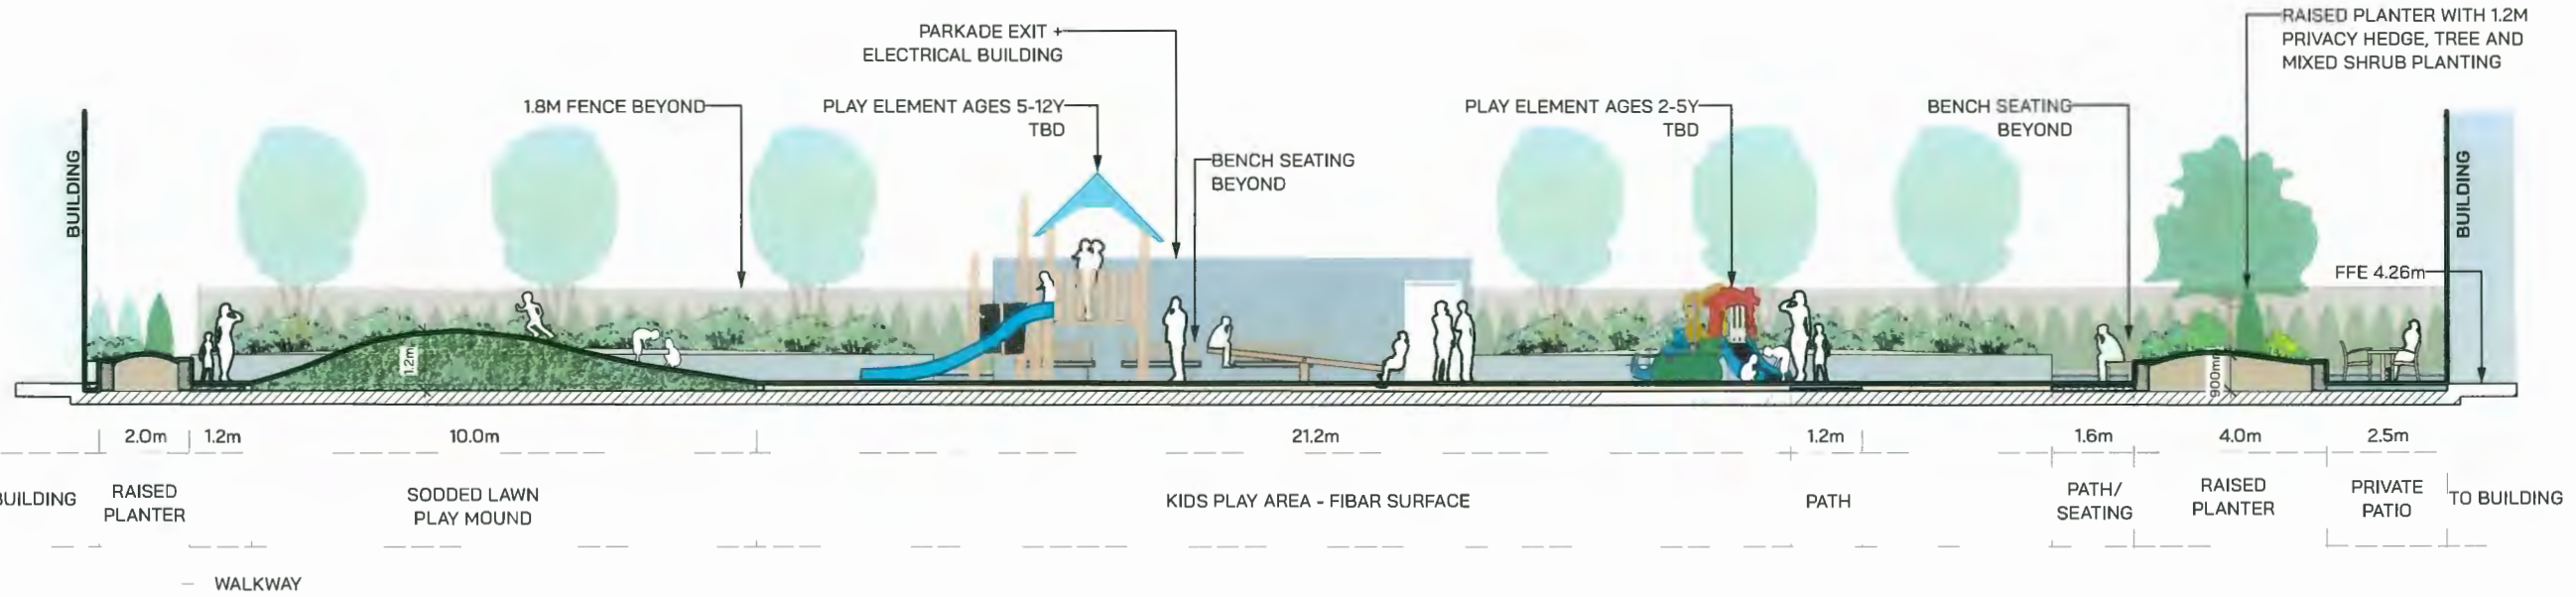 RAISED PLANTER WITH 1.2M
PRIVACY HEDGE, TREE AND
MIXED SHRUB PLANTING
PARKADE EXIT +
ELECTRICAL BUILDING
1.8M FENCE BEYOND
PLAY ELEMENT AGES 5-12Y
TBD
BENCH SEATING
BEYOND
PLAY ELEMENT AGES 2-5Y
TBD
BENCH SEATING
BEYOND
BUILDING
BUILDING
FFE 4.26m
1.2m
900mm
2.0m
1.2m
10.0m
21.2m
1.2m
1.6m
4.0m
2.5m
BUILDING
RAISED
PLANTER
SODDED LAWN
PLAY MOUND
KIDS PLAY AREA - FIBAR SURFACE
PATH
PATH/
SEATING
RAISED
PLANTER
PRIVATE
PATIO
TO BUILDING
WALKWAY